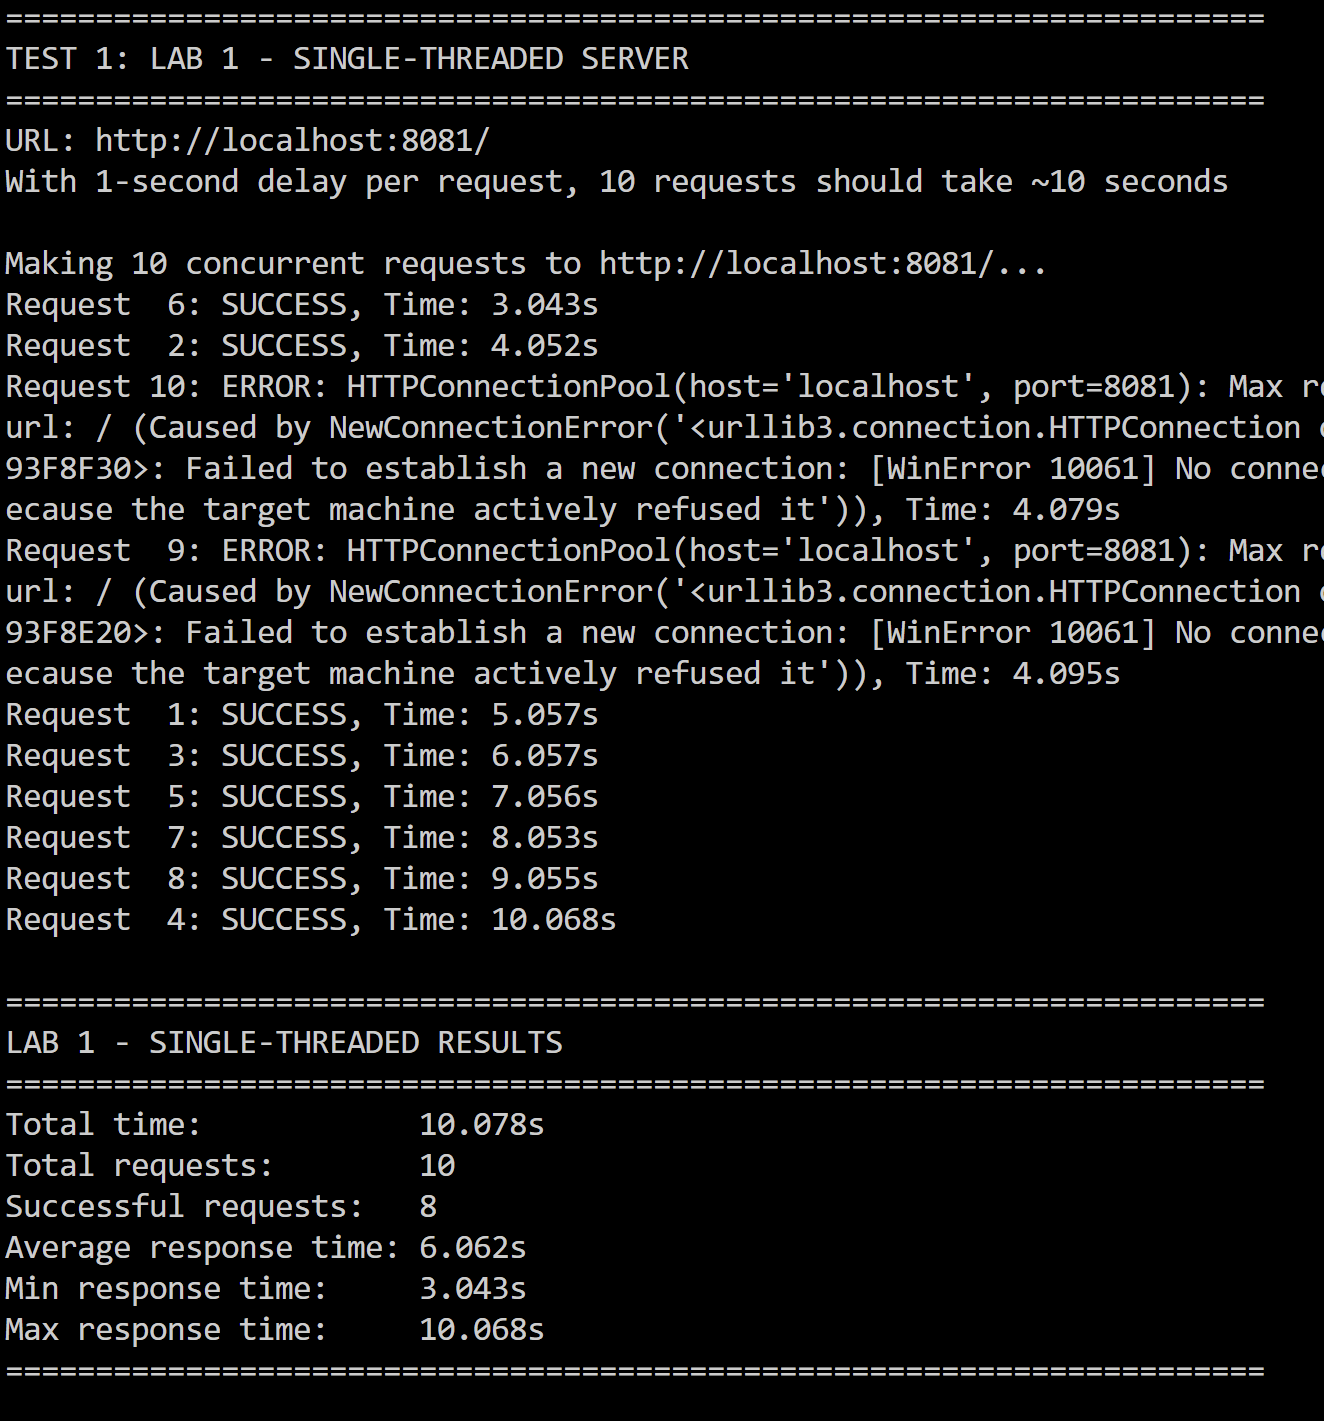 ======================================================================
TEST 1: LAB 1 - SINGLE-THREADED SERVER
======================================================================
URL: http://localhost:8081/
With 1-second delay per request, 10 requests should take ~10 seconds
Making 10 concurrent requests to http://localhost:8081/...
Request  6: SUCCESS, Time: 3.043s
Request  2: SUCCESS, Time: 4.052s
Request 10: ERROR: HTTPConnectionPool(host='localhost', port=8081): Max
url: / (Caused by NewConnectionError('<urllib3.connection.HTTPConnection
93F8F30>: Failed to establish a new connection: [WinError 10061] No
ecause the target machine actively refused it')), Time: 4.079s
Request  9: ERROR: HTTPConnectionPool(host='localhost', port=8081): Max
url: / (Caused by NewConnectionError('<urllib3.connection.HTTPConnection
93F8E20>: Failed to establish a new connection: [WinError 10061] No
ecause the target machine actively refused it')), Time: 4.095s
Request  1: SUCCESS, Time: 5.057s
Request  3: SUCCESS, Time: 6.057s
Request  5: SUCCESS, Time: 7.056s
Request  7: SUCCESS, Time: 8.053s
Request  8: SUCCESS, Time: 9.055s
Request  4: SUCCESS, Time: 10.068s
======================================================================
LAB 1 - SINGLE-THREADED RESULTS
======================================================================
Total time:            10.078s
Total requests:        10
Successful requests:   8
Average response time: 6.062s
Min response time:     3.043s
Max response time:     10.068s
======================================================================